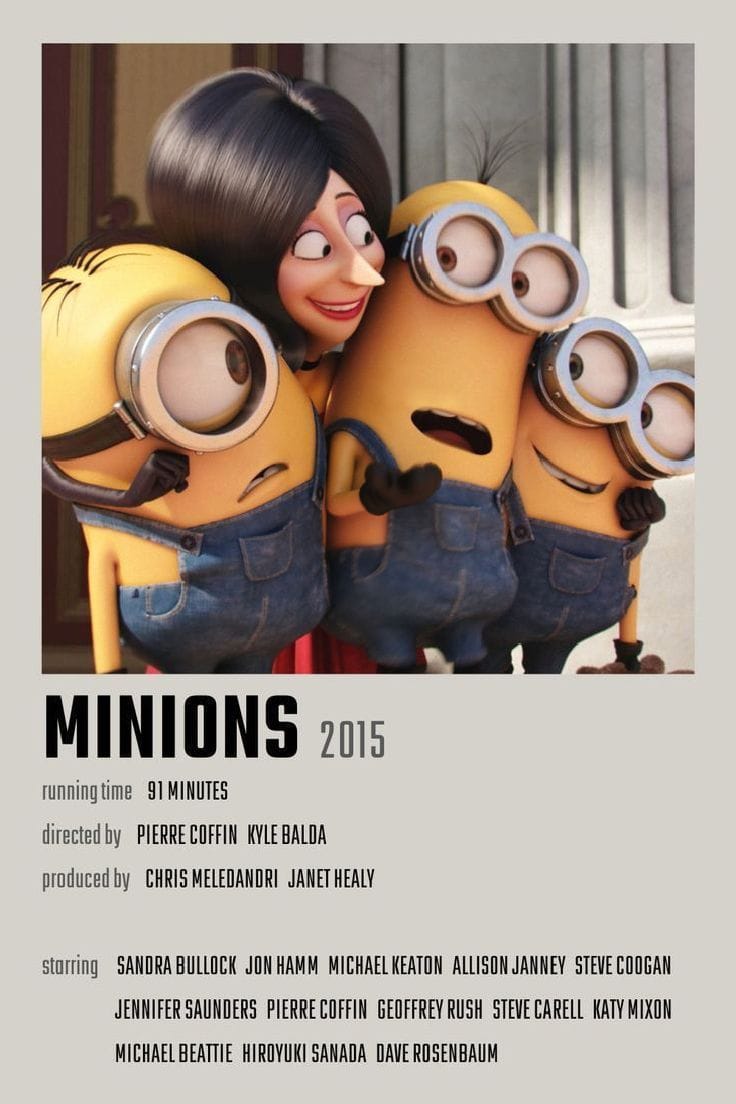 MINIONS 2015
running time 91 MINUTES
directed by PIERRE COFFIN KYLE BALDA
produced by CHRIS MELEDANDRI JANET HEALY
starring SANDRA BULLOCK JON HAMM MICHAEL KEATON ALLISON JANNEY STEVE COOGAN
JENNIFER SAUNDERS PIERRE COFFIN GEOFFREY RUSH STEVE CARELL KATY MIXON
MICHAEL BEATTIE HIROYUKI SANADA DAVE ROSENBAUM